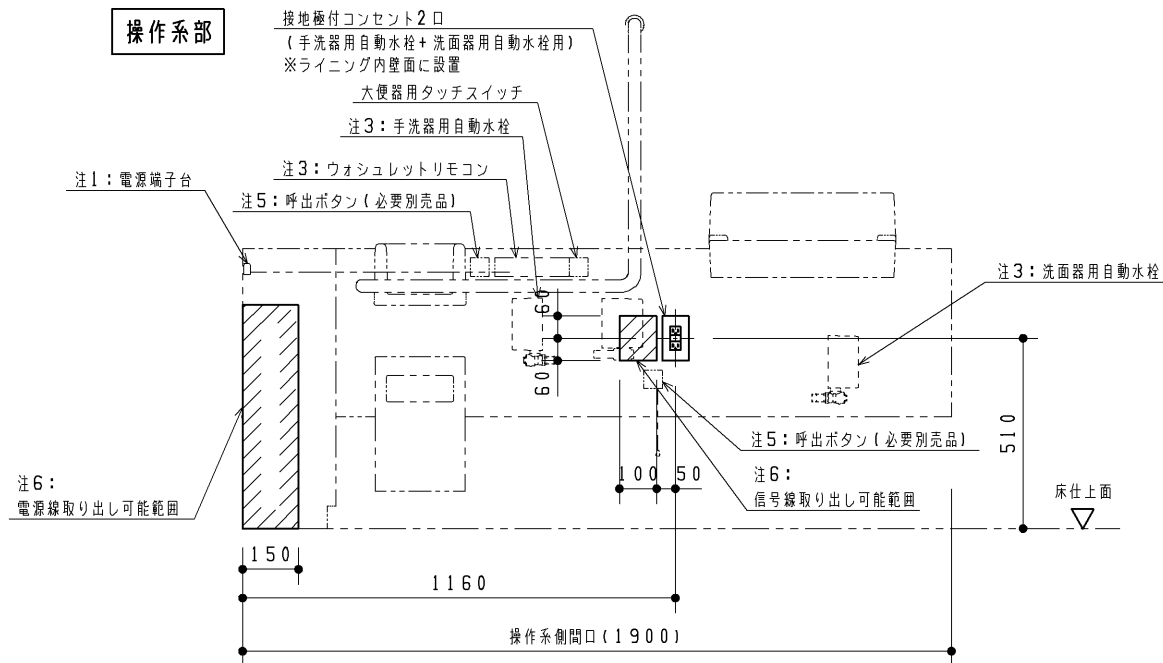 操作系部
接地極付コンセント2口
(手洗器用自動水栓+洗面器用自動水栓用)
※ライニング内壁面に設置
大便器用タッチスイッチ
注3:手洗器用自動水栓
注3:ウォシュレットリモコン
注1:電源端子台
注5:呼出ボタン(必要別売品)
注3:洗面器用自動水栓
60
60
510
注5:呼出ボタン(必要別売品)
100
50
注6:
信号線取り出し可能範囲
注6:
電源線取り出し可能範囲
床仕上面
150
1160
操作系側間口(1900)